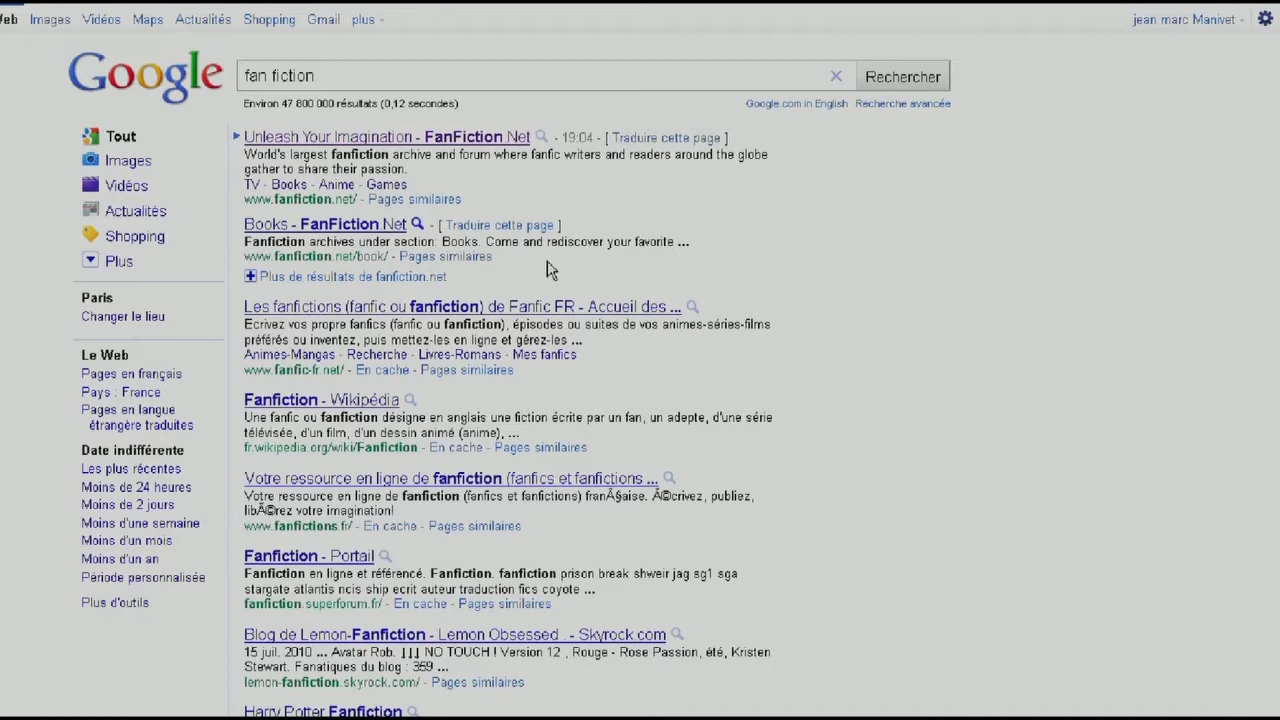 Images Vidéos Maps Actualités Shopping Gmail plus
jean marc Manivet
Google
fan fiction
Rechercher
Environ 47 800 000 résultats (0,12 secondes)
Google.com in English Recherche avancée
Tout
Images
Vidéos
Actualités
Shopping
Plus
Paris
Changer le lieu
Le Web
Pages en français
Pays : France
Pages en langue
étrangère traduites
Date indifférente
Les plus récentes
Moins de 24 heures
Moins de 2 jours
Moins d'une semaine
Moins d'un mois
Moins d'un an
Période personnalisée
Plus d'outils
Unleash Your Imagination - FanFiction.Net - 19:04 - [ Traduire cette page ]
World's largest fanfiction archive and forum where fanfic writers and readers around the globe
gather to share their passion.
TV - Books - Anime - Games
www.fanfiction.net/ - Pages similaires
Books - FanFiction.Net - [ Traduire cette page ]
Fanfiction archives under section: Books. Come and rediscover your favorite ...
www.fanfiction.net/book/ - Pages similaires
Plus de résultats de fanfiction.net
Les fanfictions (fanfic ou fanfiction) de Fanfic FR - Accueil des ...
Ecrivez vos propre fanfics (fanfic ou fanfiction), épisodes ou suites de vos animes-séries-films
préférés ou inventez, puis mettez-les en ligne et gérez-les ...
Animes-Mangas - Recherche - Livres-Romans - Mes fanfics
www.fanfic-fr.net/ - En cache - Pages similaires
Fanfiction - Wikipédia
Une fanfic ou fanfiction désigne en anglais une fiction écrite par un fan, un adepte, d'une série
télévisée, d'un film, d'un dessin animé (anime), ...
fr.wikipedia.org/wiki/Fanfiction - En cache - Pages similaires
Votre ressource en ligne de fanfiction (fanfics et fanfictions ...
Votre ressource en ligne de fanfiction (fanfics et fanfictions) franÃ§aise. Ã©crivez, publiez,
libÃ©rez votre imagination!
www.fanfictions.fr/ - En cache - Pages similaires
Fanfiction - Portail
Fanfiction en ligne et référencé. Fanfiction. fanfiction prison break shweir jag sg1 sga
stargate atlantis ncis ship ecrit auteur traduction fics coyote ...
fanfiction.superforum.fr/ - En cache - Pages similaires
Blog de Lemon-Fanfiction - Lemon Obsessed . - Skyrock.com
15 juil. 2010 ... Avatar Rob. ↓↓↓ NO TOUCH ! Version 12 , Rouge - Rose Passion, été, Kristen
Stewart. Fanatiques du blog : 359 ...
lemon-fanfiction.skyrock.com/ - Pages similaires
Harry Potter Fanfiction